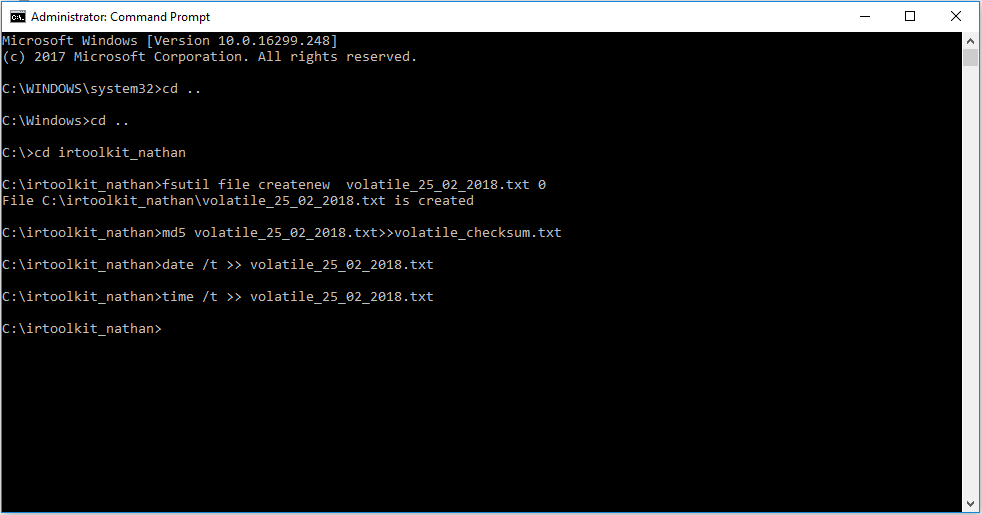 Administrator: Command Prompt
Microsoft Windows [Version 10.0.16299.248]
(c) 2017 Microsoft Corporation. All rights reserved.
C:\WINDOWS\system32>cd ..
C:\Windows>cd ..
C:\>cd irtoolkit_nathan
C:\irtoolkit_nathan>fsutil file createnew  volatile_25_02_2018.txt 0
File C:\irtoolkit_nathan\volatile_25_02_2018.txt is created
C:\irtoolkit_nathan>md5 volatile_25_02_2018.txt>>volatile_checksum.txt
C:\irtoolkit_nathan>date /t >> volatile_25_02_2018.txt
C:\irtoolkit_nathan>time /t >> volatile_25_02_2018.txt
C:\irtoolkit_nathan>